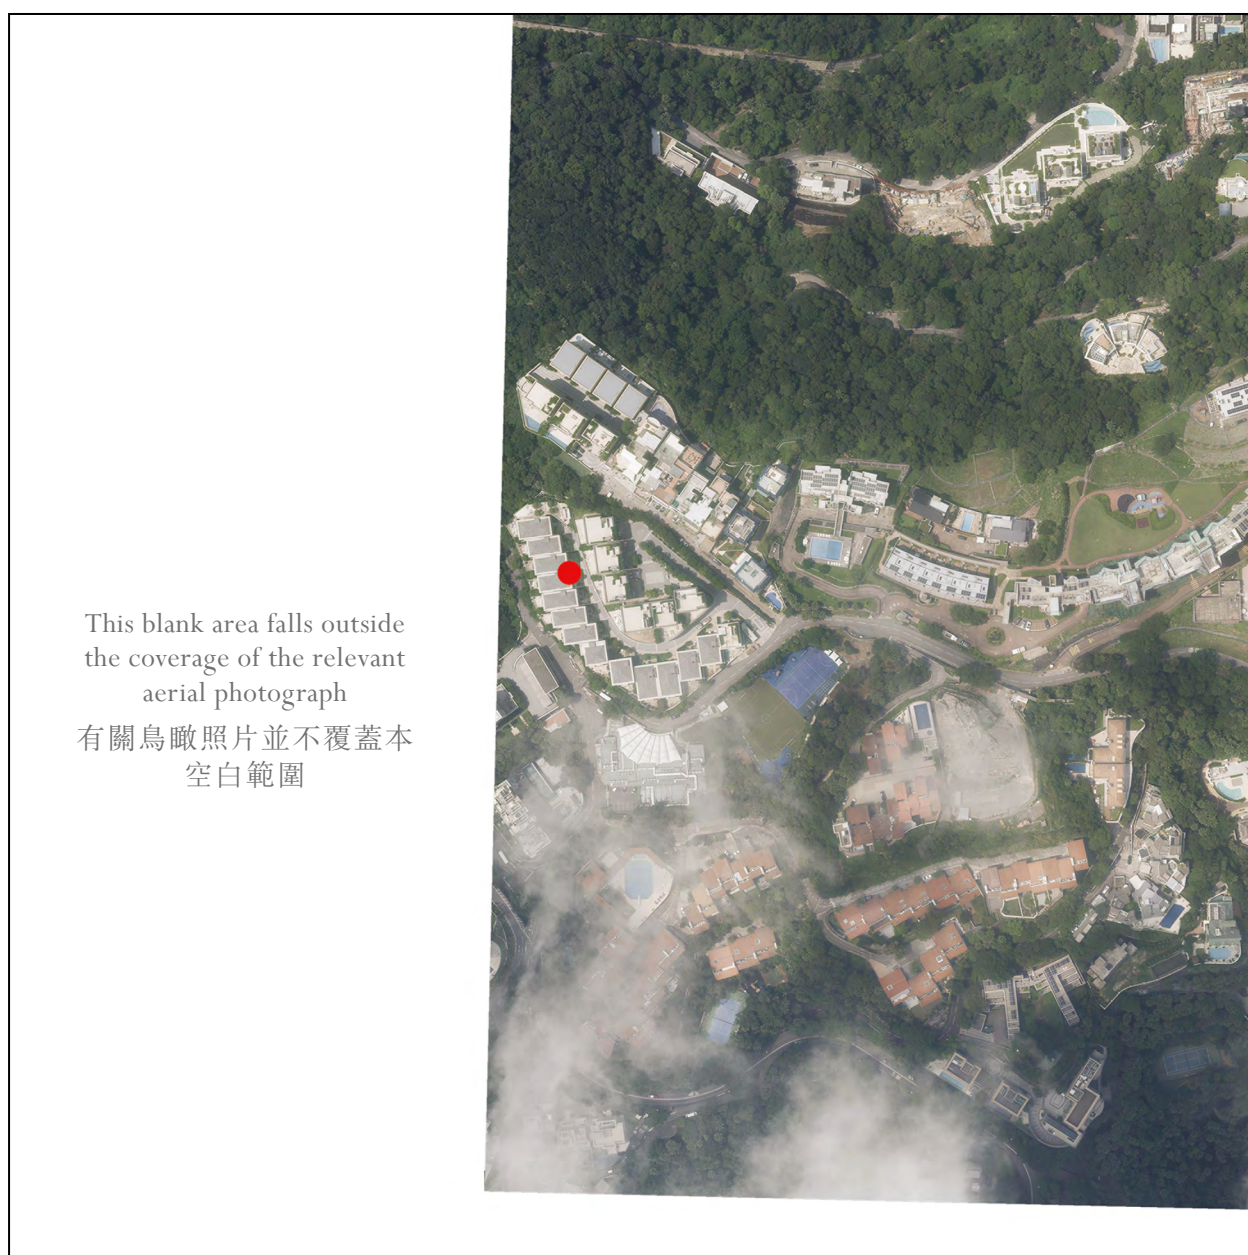 This blank area falls outside
the coverage of the relevant
aerial photograph
有關鳥瞰照片並不覆蓋本
空白範圍